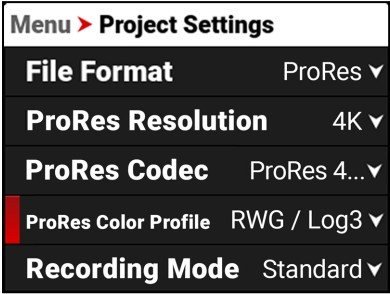 Menu > Project Settings
File Format ProRes
ProRes Resolution 4K
ProRes Codec ProRes 4...
ProRes Color Profile RWG / Log3
Recording Mode Standard